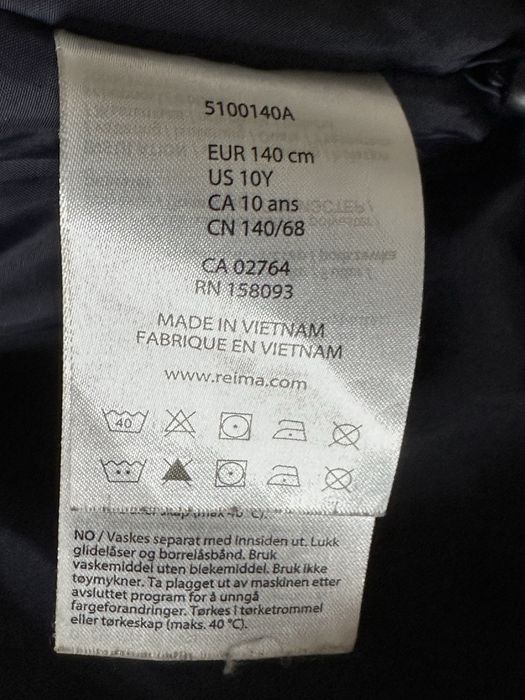 5100140A
EUR 140 cm
US 10Y
CA 10 ans
CN 140/68
CA 02764
RN 158093
MADE IN VIETNAM
FABRIQUE EN VIETNAM
www.reima.com
40
NO / Vaskes separat med innsiden ut. Lukk
glidelåser og borrelåsbånd. Bruk
vaskemiddel uten blekemiddel. Bruk ikke
tøymykner. Ta plagget ut av maskinen etter
avsluttet program for å unngå
fargeforandringer. Tørkes i tørketrommel
eller tørkeskap (maks. 40 °C).